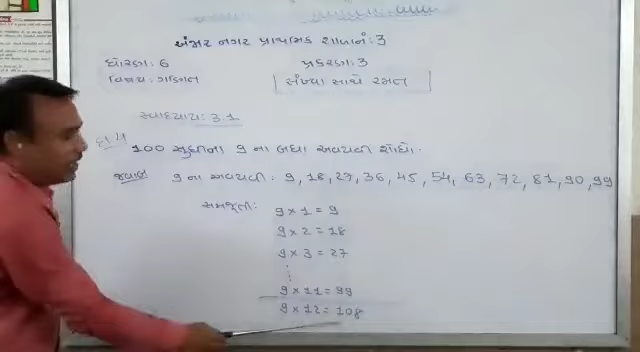 અંજાર નગર પ્રાથમિક શાળા નં: 3
ધોરણ: 6 પ્રકરણ: 3
વિષય: ગણિત સંખ્યા સાથે રમત
સ્વાધ્યાય: 3.1
100 સુધીના 9 ના બધા અવયવી શોધો.
જવાબ 9 ના અવયવી: 9, 18, 27, 36, 45, 54, 63, 72, 81, 90, 99
સમજૂતી: 9 × 1 = 9
9 × 2 = 18
9 × 3 = 27
⋮
9 × 11 = 99
9 × 12 = 108